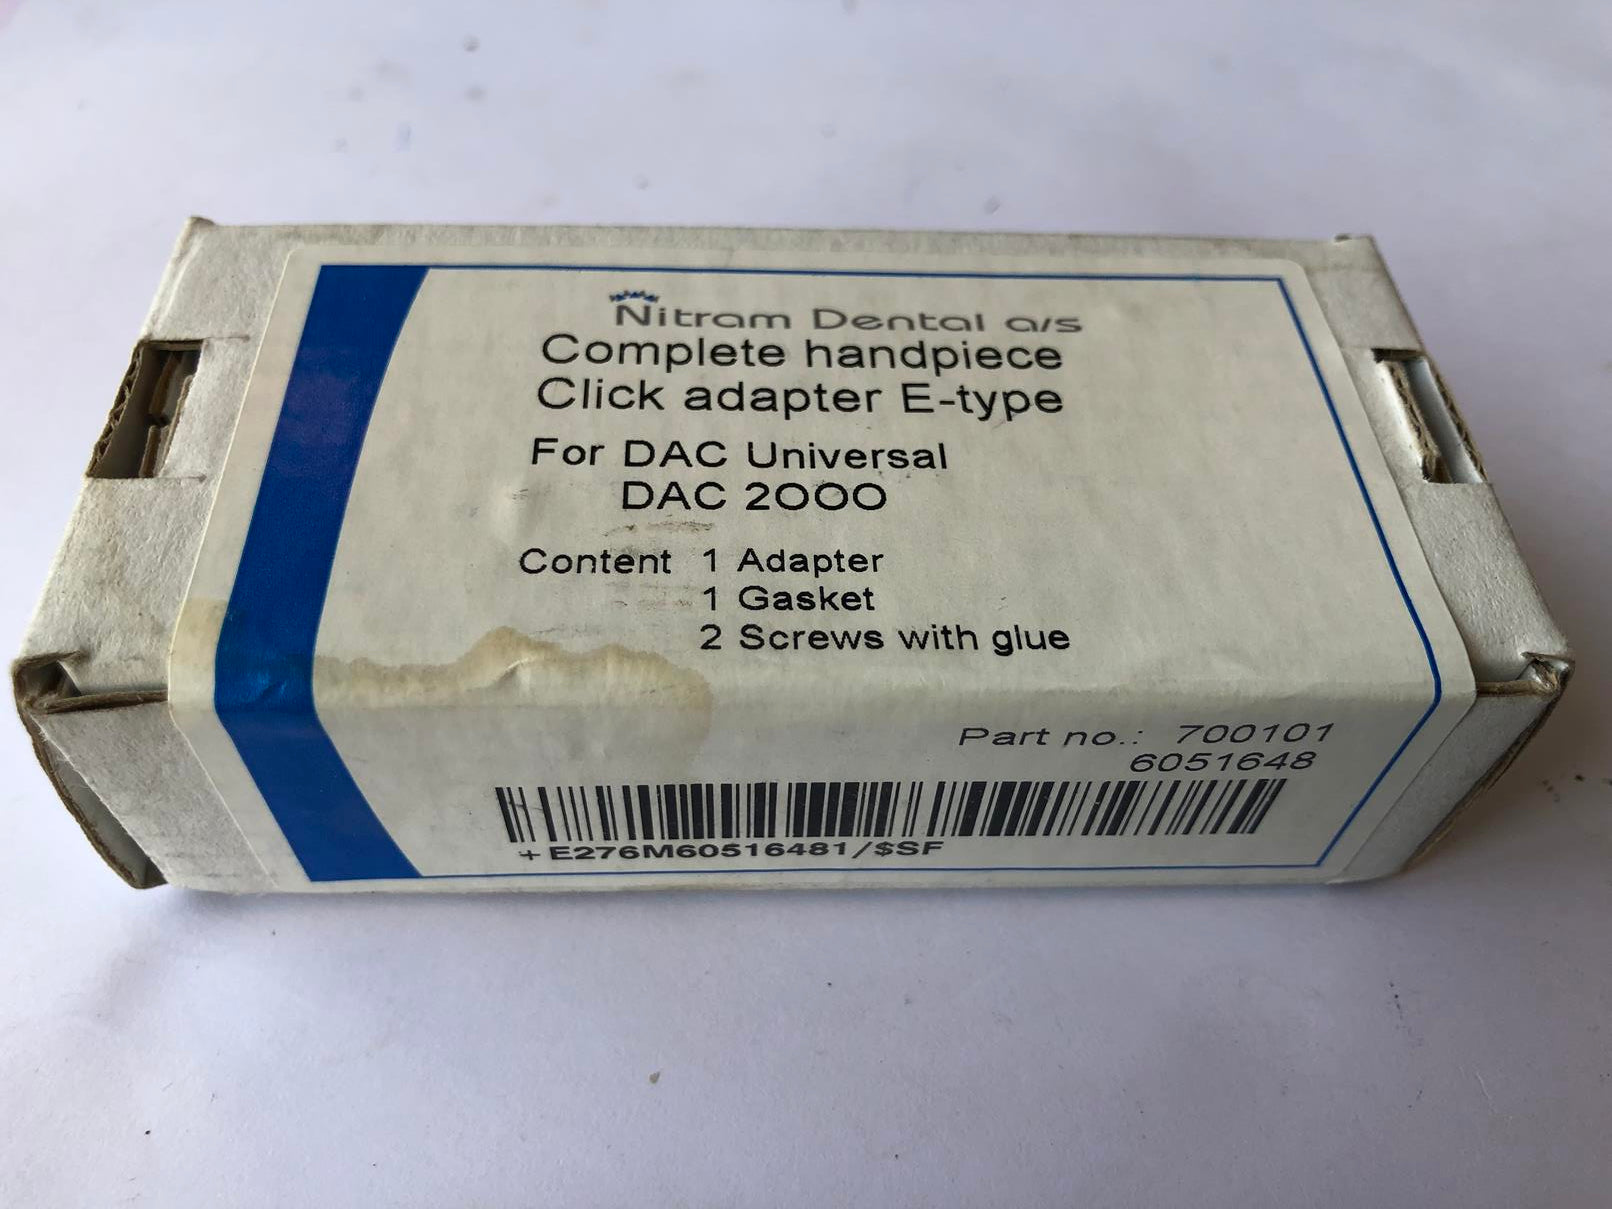 Nitram Dental a/s
Complete handpiece
Click adapter E-type
For DAC Universal
DAC 2000
Content 1 Adapter
1 Gasket
2 Screws with glue
Part no.: 700101
6051648
+E276M60516481/$SF